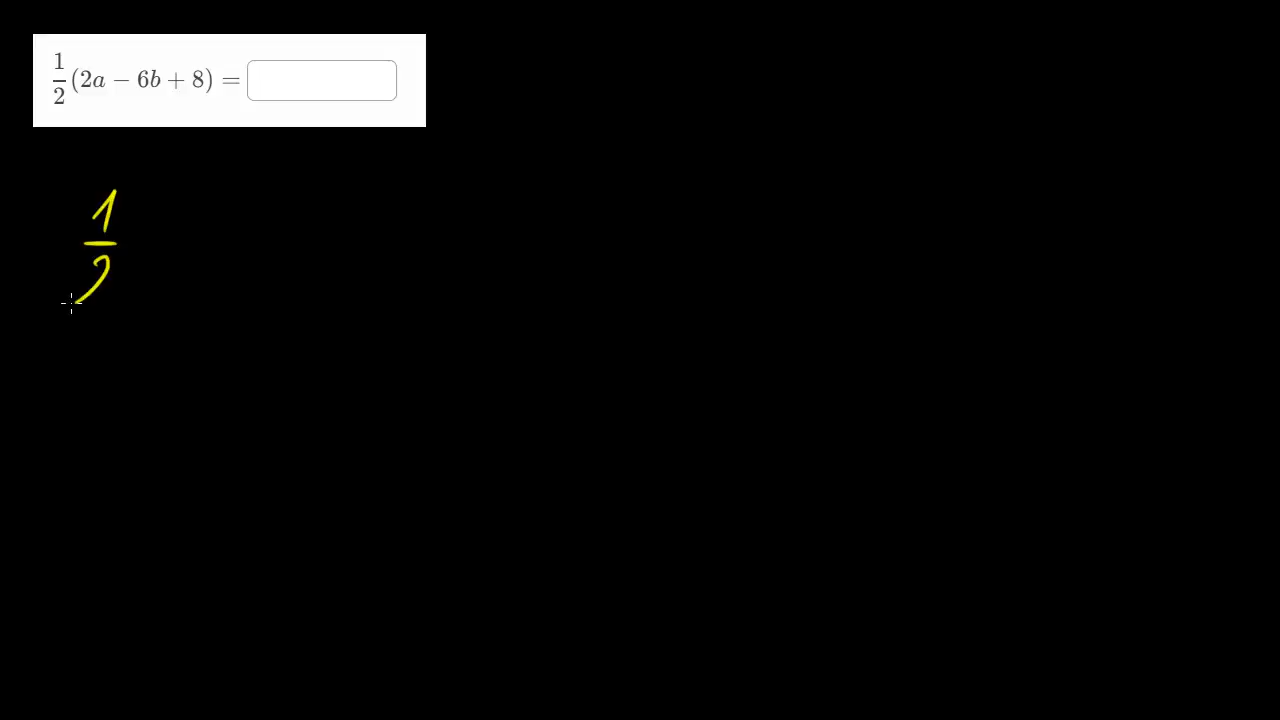 1/2 (2a − 6b + 8) =
1/2